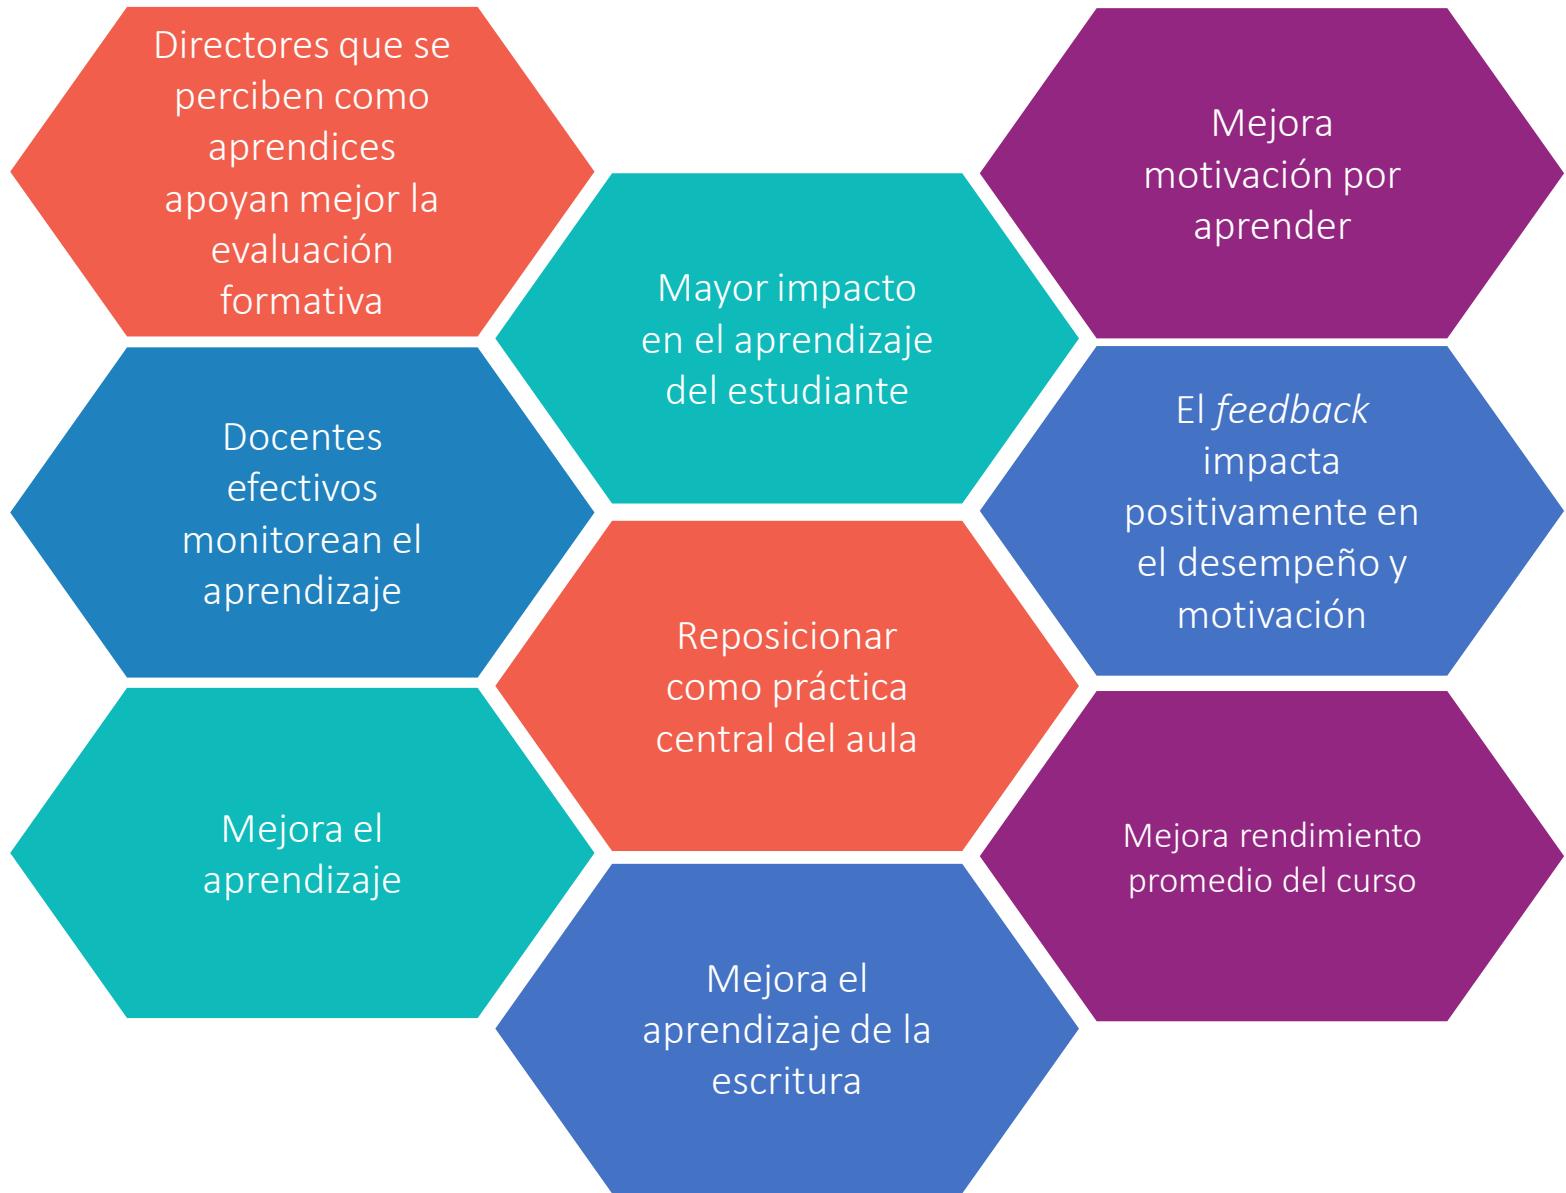 Directores que se
perciben como
aprendices
apoyan mejor la
evaluación
formativa
Mayor impacto
en el aprendizaje
del estudiante
Mejora
motivación por
aprender
Docentes
efectivos
monitorean el
aprendizaje
El feedback
impacta
positivamente en
el desempeño y
motivación
Reposicionar
como práctica
central del aula
Mejora el
aprendizaje
Mejora rendimiento
promedio del curso
Mejora el
aprendizaje de la
escritura